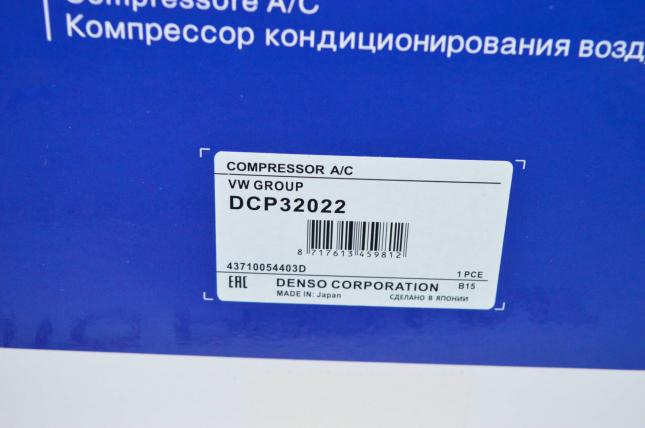 Compressore A/C
Компрессор кондиционирования возд
COMPRESSOR A/C
VW GROUP
DCP32022
8 717613 459812
43710054403D
1 PCE
EAC DENSO CORPORATION B15
MADE IN: Japan СДЕЛАНО В ЯПОНИИ